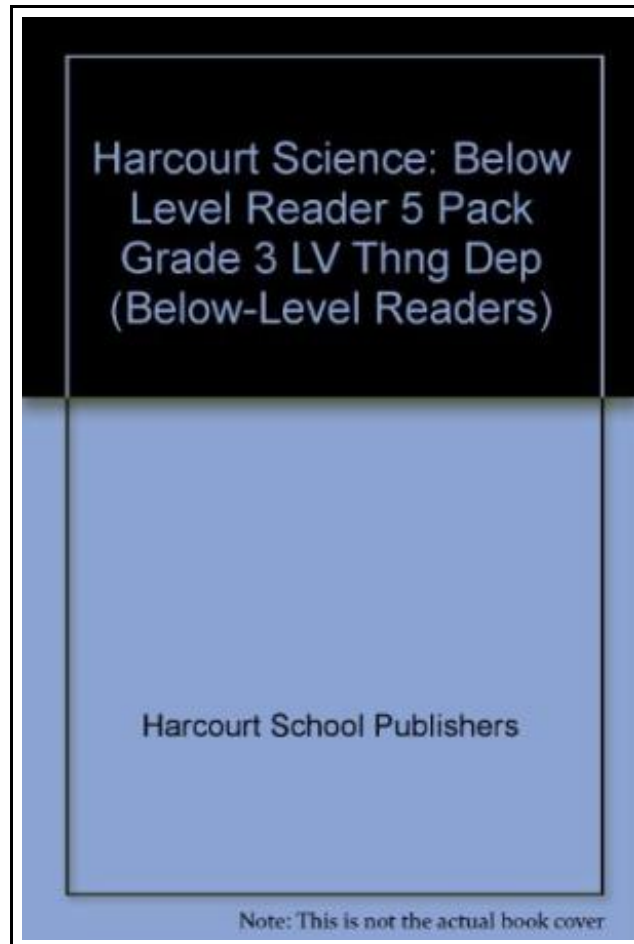 Harcourt Science: Below
Level Reader 5 Pack
Grade 3 LV Thng Dep
(Below-Level Readers)
Harcourt School Publishers
Note: This is not the actual book cover